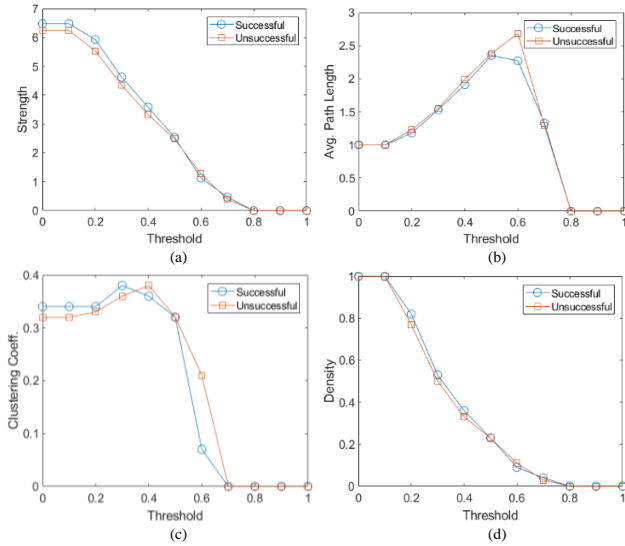 7
6
5
4
3
2
1
0
Strength
0 0.2 0.4 0.6 0.8 1
Threshold
Successful
Unsuccessful
(a)
3
2.5
2
1.5
1
0.5
0
Avg. Path Length
0 0.2 0.4 0.6 0.8 1
Threshold
Successful
Unsuccessful
(b)
0.4
0.3
0.2
0.1
0
Clustering Coeff.
0 0.2 0.4 0.6 0.8 1
Threshold
Successful
Unsuccessful
(c)
1
0.8
0.6
0.4
0.2
0
Density
0 0.2 0.4 0.6 0.8 1
Threshold
Successful
Unsuccessful
(d)